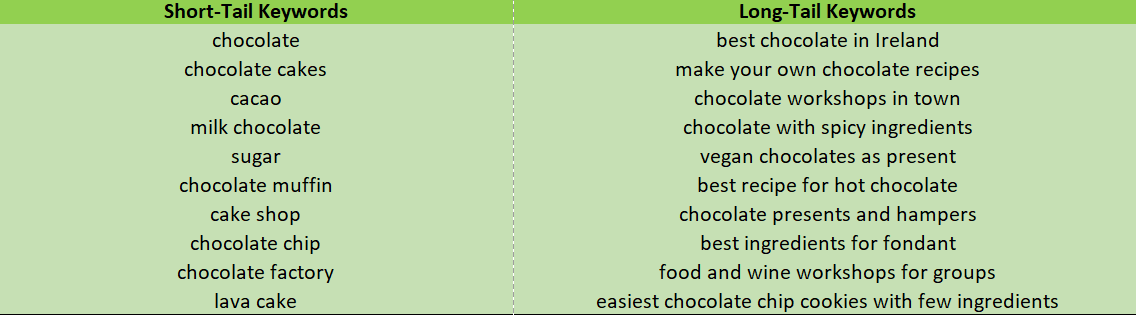 Short-Tail Keywords Long-Tail Keywords
chocolate best chocolate in Ireland
chocolate cakes make your own chocolate recipes
cacao chocolate workshops in town
milk chocolate chocolate with spicy ingredients
sugar vegan chocolates as present
chocolate muffin best recipe for hot chocolate
cake shop chocolate presents and hampers
chocolate chip best ingredients for fondant
chocolate factory food and wine workshops for groups
lava cake easiest chocolate chip cookies with few ingredients